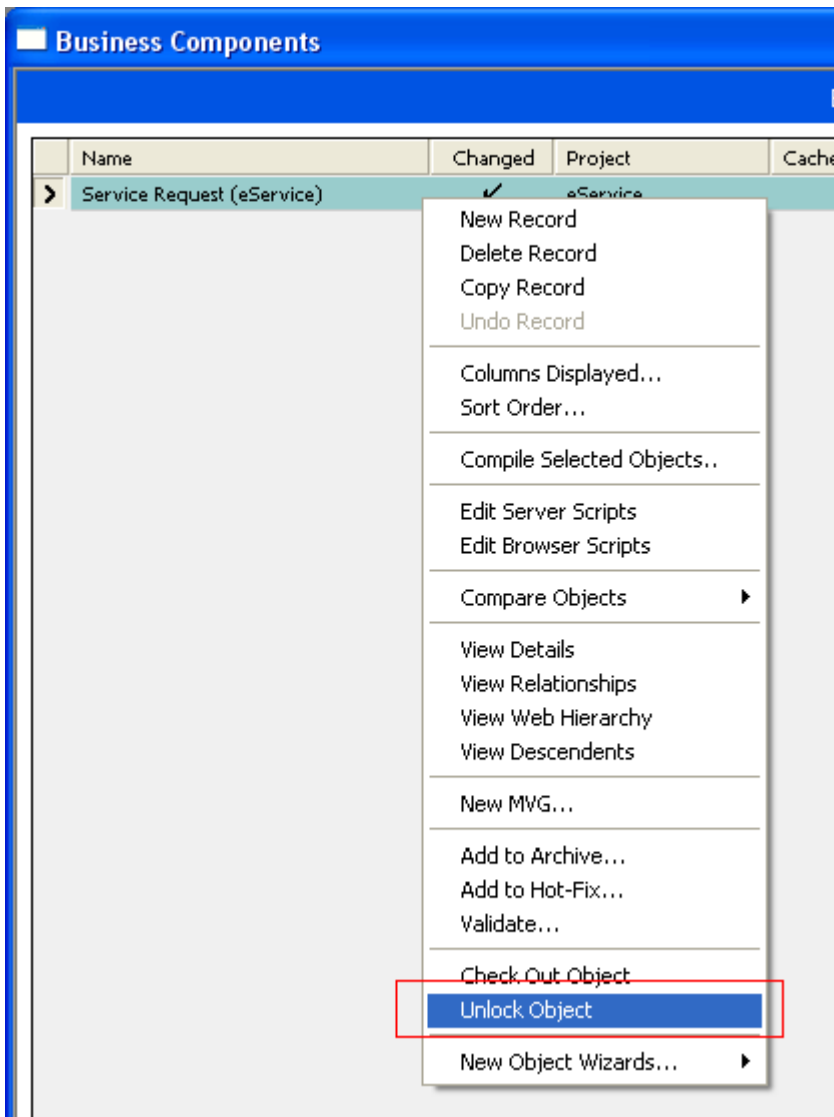 Business Components
Name Changed Project Cache
Service Request (eService) eService
New Record
Delete Record
Copy Record
Undo Record
Columns Displayed...
Sort Order...
Compile Selected Objects..
Edit Server Scripts
Edit Browser Scripts
Compare Objects
View Details
View Relationships
View Web Hierarchy
View Descendents
New MVG...
Add to Archive...
Add to Hot-Fix...
Validate...
Check Out Object
Unlock Object
New Object Wizards...